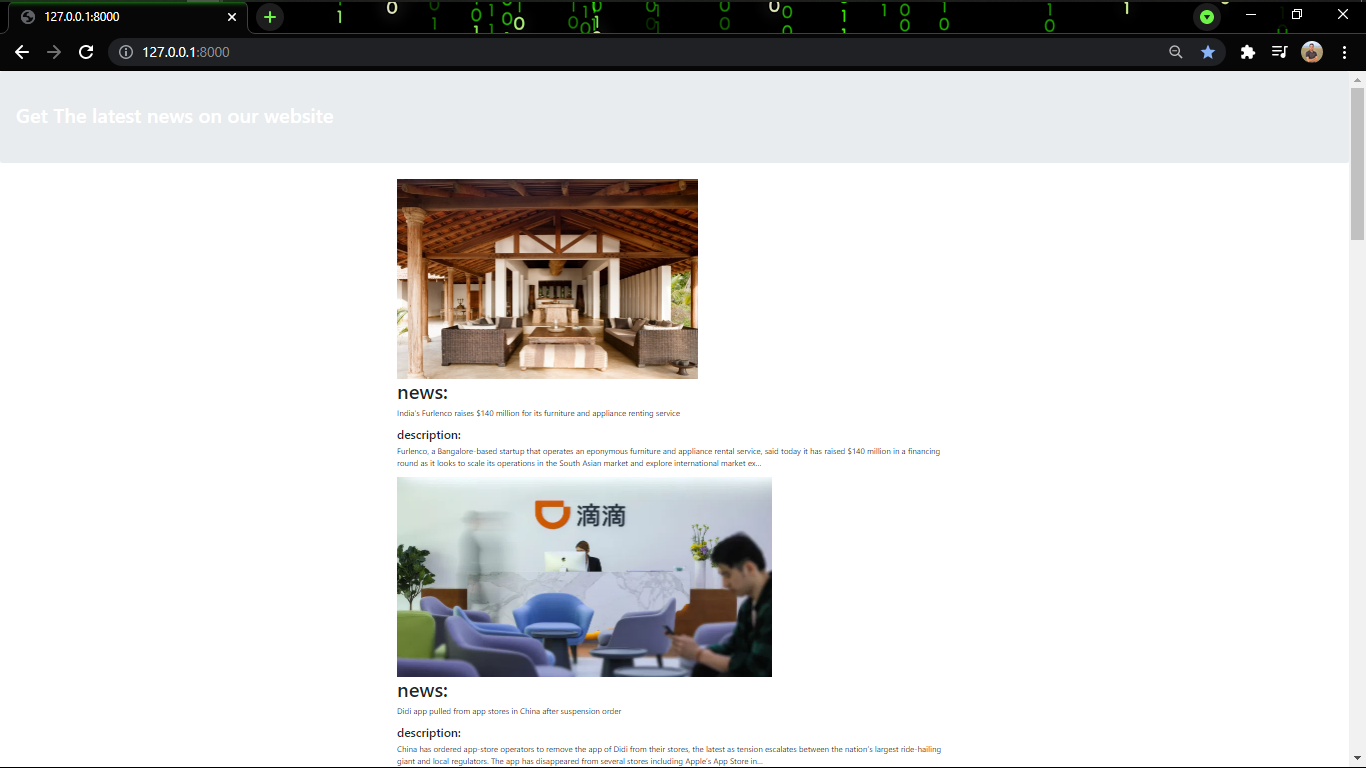 127.0.0.1:8000
127.0.0.1:8000
Get The latest news on our website
news:
India's Furlenco raises $140 million for its furniture and appliance renting service
description:
Furlenco, a Bangalore-based startup that operates an eponymous furniture and appliance rental service, said today it has raised $140 million in a financing
round as it looks to scale its operations in the South Asian market and explore international market ex...
滴滴
news:
Didi app pulled from app stores in China after suspension order
description:
China has ordered app-store operators to remove the app of Didi from their stores, the latest as tension escalates between the nation's largest ride-hailing
giant and local regulators. The app has disappeared from several stores including Apple's App Store in...